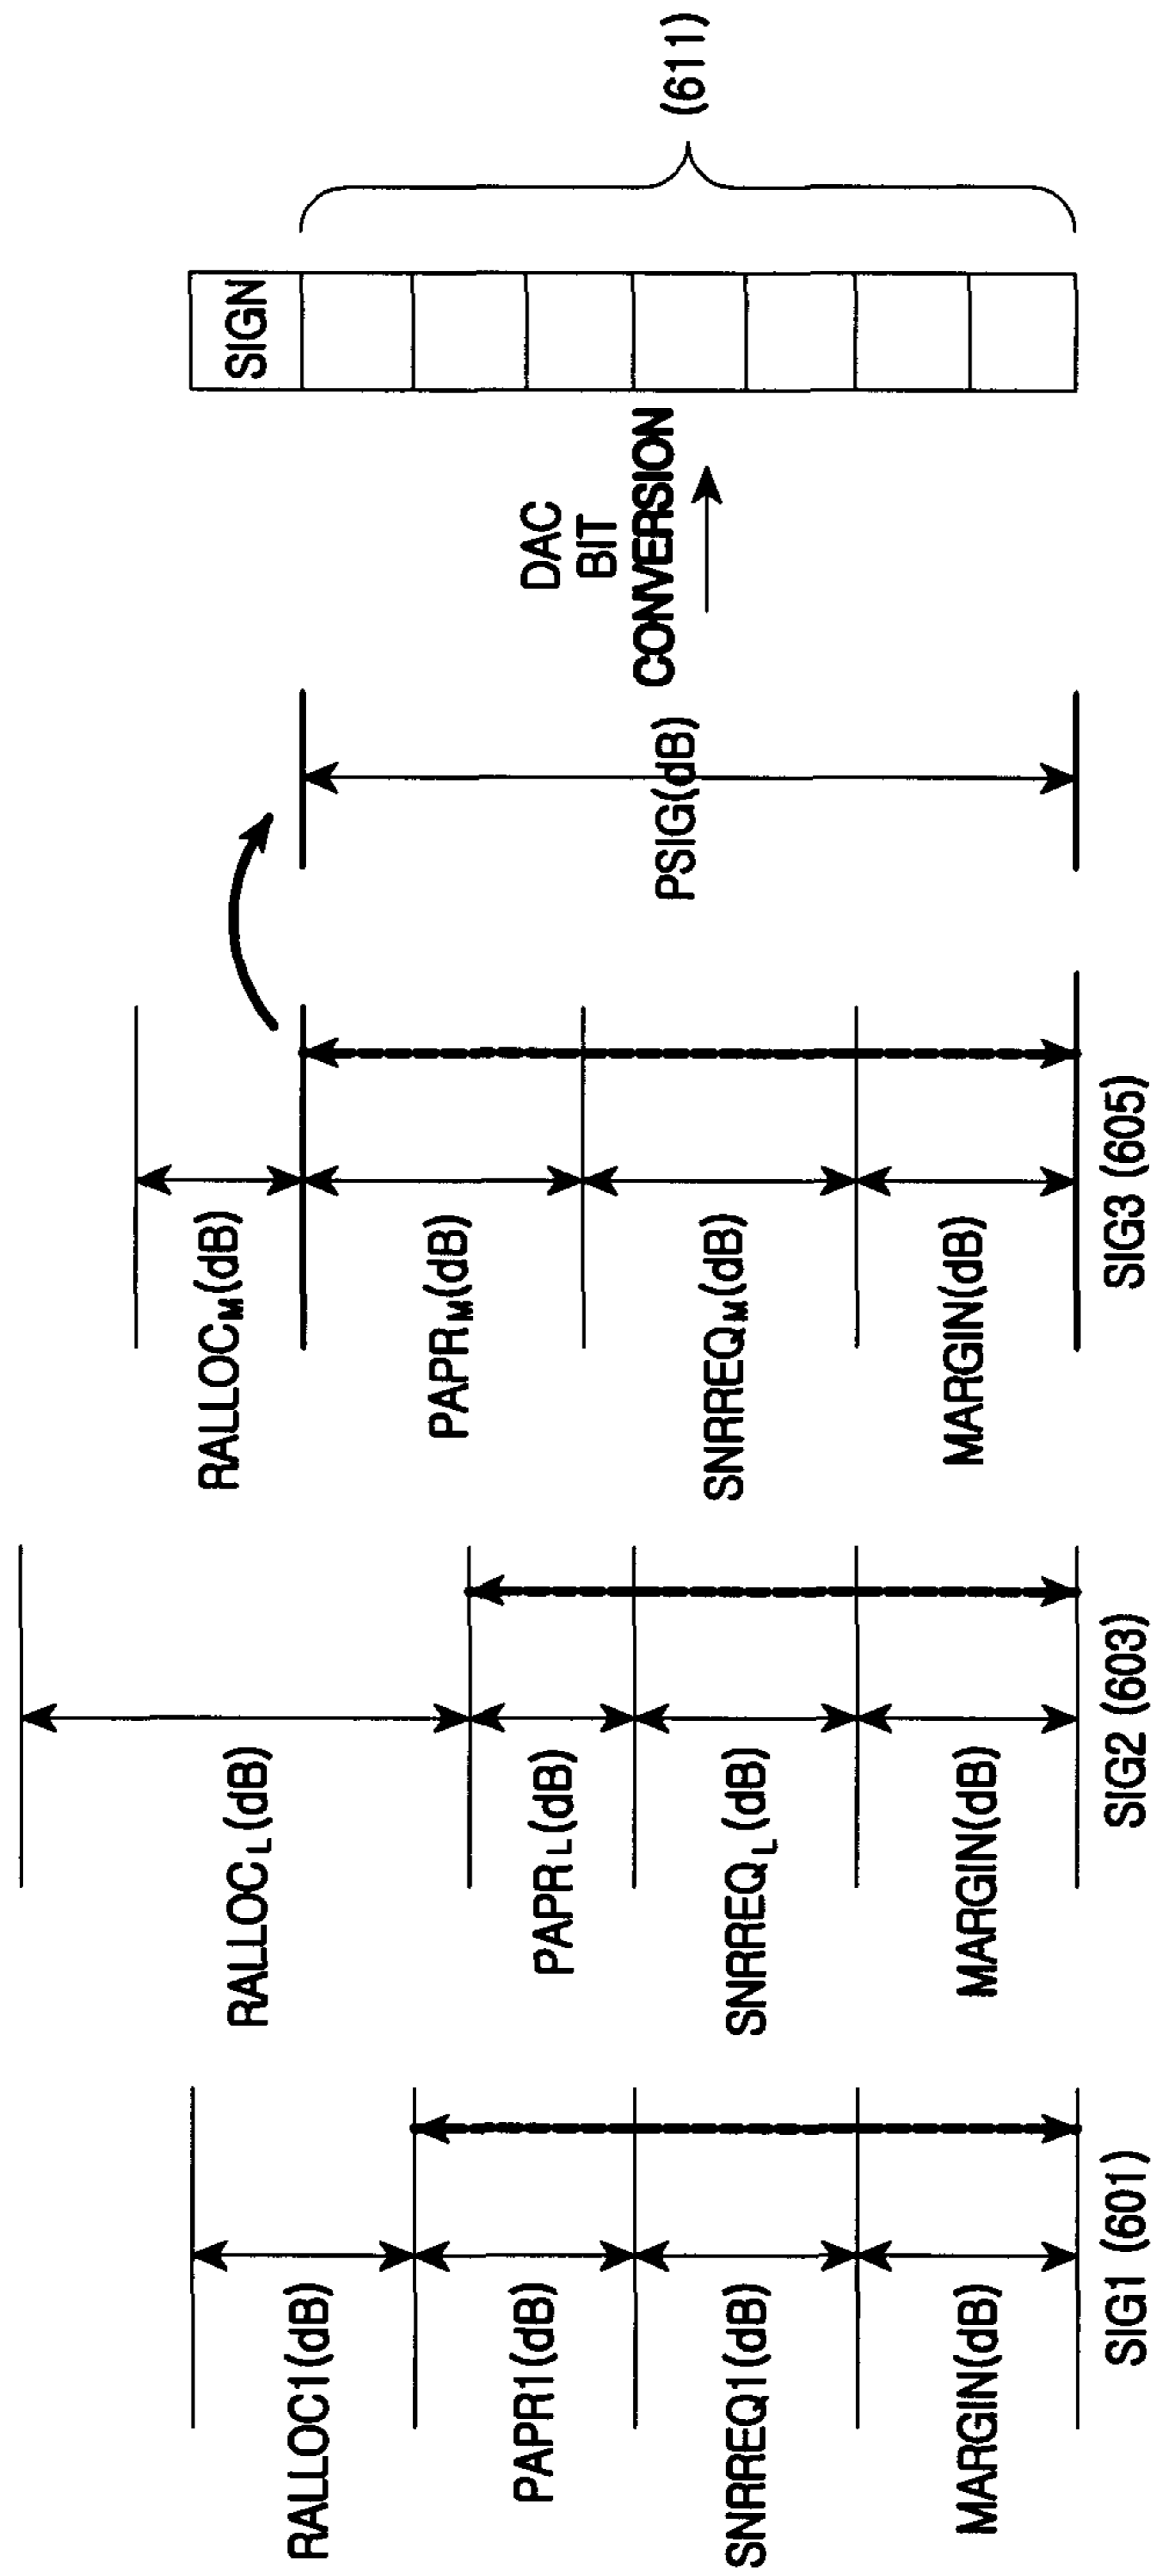 RALLOC1(dB)
PAPR1(dB)
SNRREQ1(dB)
MARGIN(dB)
SIG1 (601)
RALLOCL(dB)
PAPRL(dB)
SNRREQL(dB)
MARGIN(dB)
SIG2 (603)
RALLOCM(dB)
PAPRM(dB)
SNRREQM(dB)
MARGIN(dB)
SIG3 (605)
PSIG(dB)
DAC
BIT
CONVERSION
SIGN
(611)